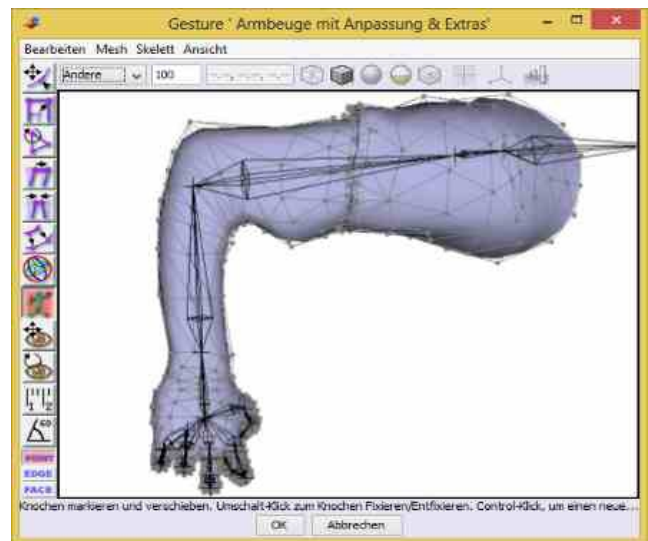 Gesture ' Armbeuge mit Anpassung & Extras'
Bearbeiten Mesh Skelett Ansicht
Andere 100
POINT
EDGE
FACE
Knochen markieren und verschieben. Umschalt-Klick zum Knochen Fixieren/Entfixieren. Control-Klick, um einen neue...
OK Abbrechen